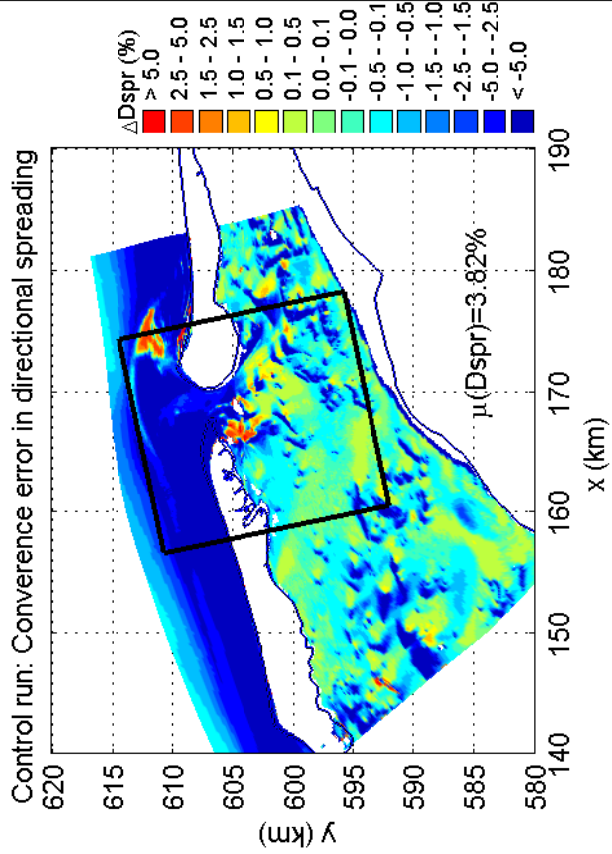 Control run: Converence error in directional spreading
620
615
610
605
600
595
590
585
580
y (km)
140
150
160
170
180
190
x (km)
μ(Dspr)=3.82%
ΔDspr (%)
> 5.0
2.5 - 5.0
1.5 - 2.5
1.0 - 1.5
0.5 - 1.0
0.1 - 0.5
0.0 - 0.1
-0.1 - 0.0
-0.5 - -0.1
-1.0 - -0.5
-1.5 - -1.0
-2.5 - -1.5
-5.0 - -2.5
< -5.0